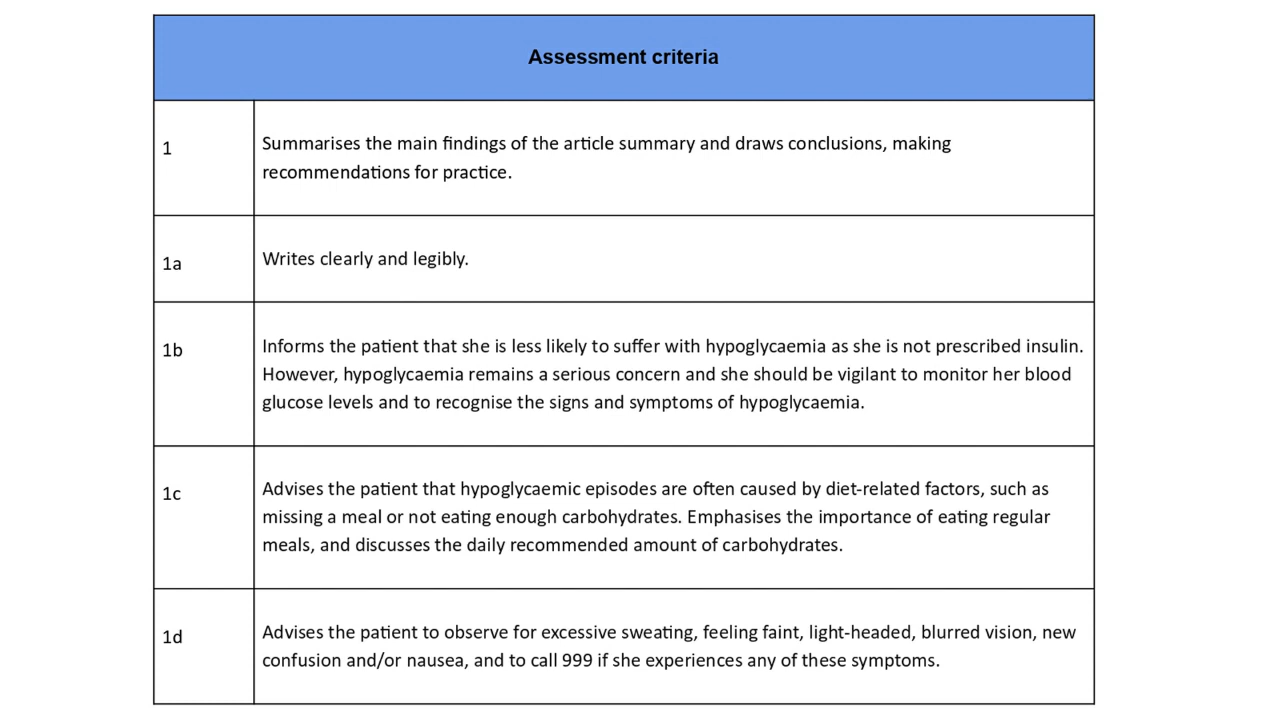 Assessment criteria
1
Summarises the main findings of the article summary and draws conclusions, making
recommendations for practice.
1a
Writes clearly and legibly.
1b
Informs the patient that she is less likely to suffer with hypoglycaemia as she is not prescribed insulin.
However, hypoglycaemia remains a serious concern and she should be vigilant to monitor her blood
glucose levels and to recognise the signs and symptoms of hypoglycaemia.
1c
Advises the patient that hypoglycaemic episodes are often caused by diet-related factors, such as
missing a meal or not eating enough carbohydrates. Emphasises the importance of eating regular
meals, and discusses the daily recommended amount of carbohydrates.
1d
Advises the patient to observe for excessive sweating, feeling faint, light-headed, blurred vision, new
confusion and/or nausea, and to call 999 if she experiences any of these symptoms.